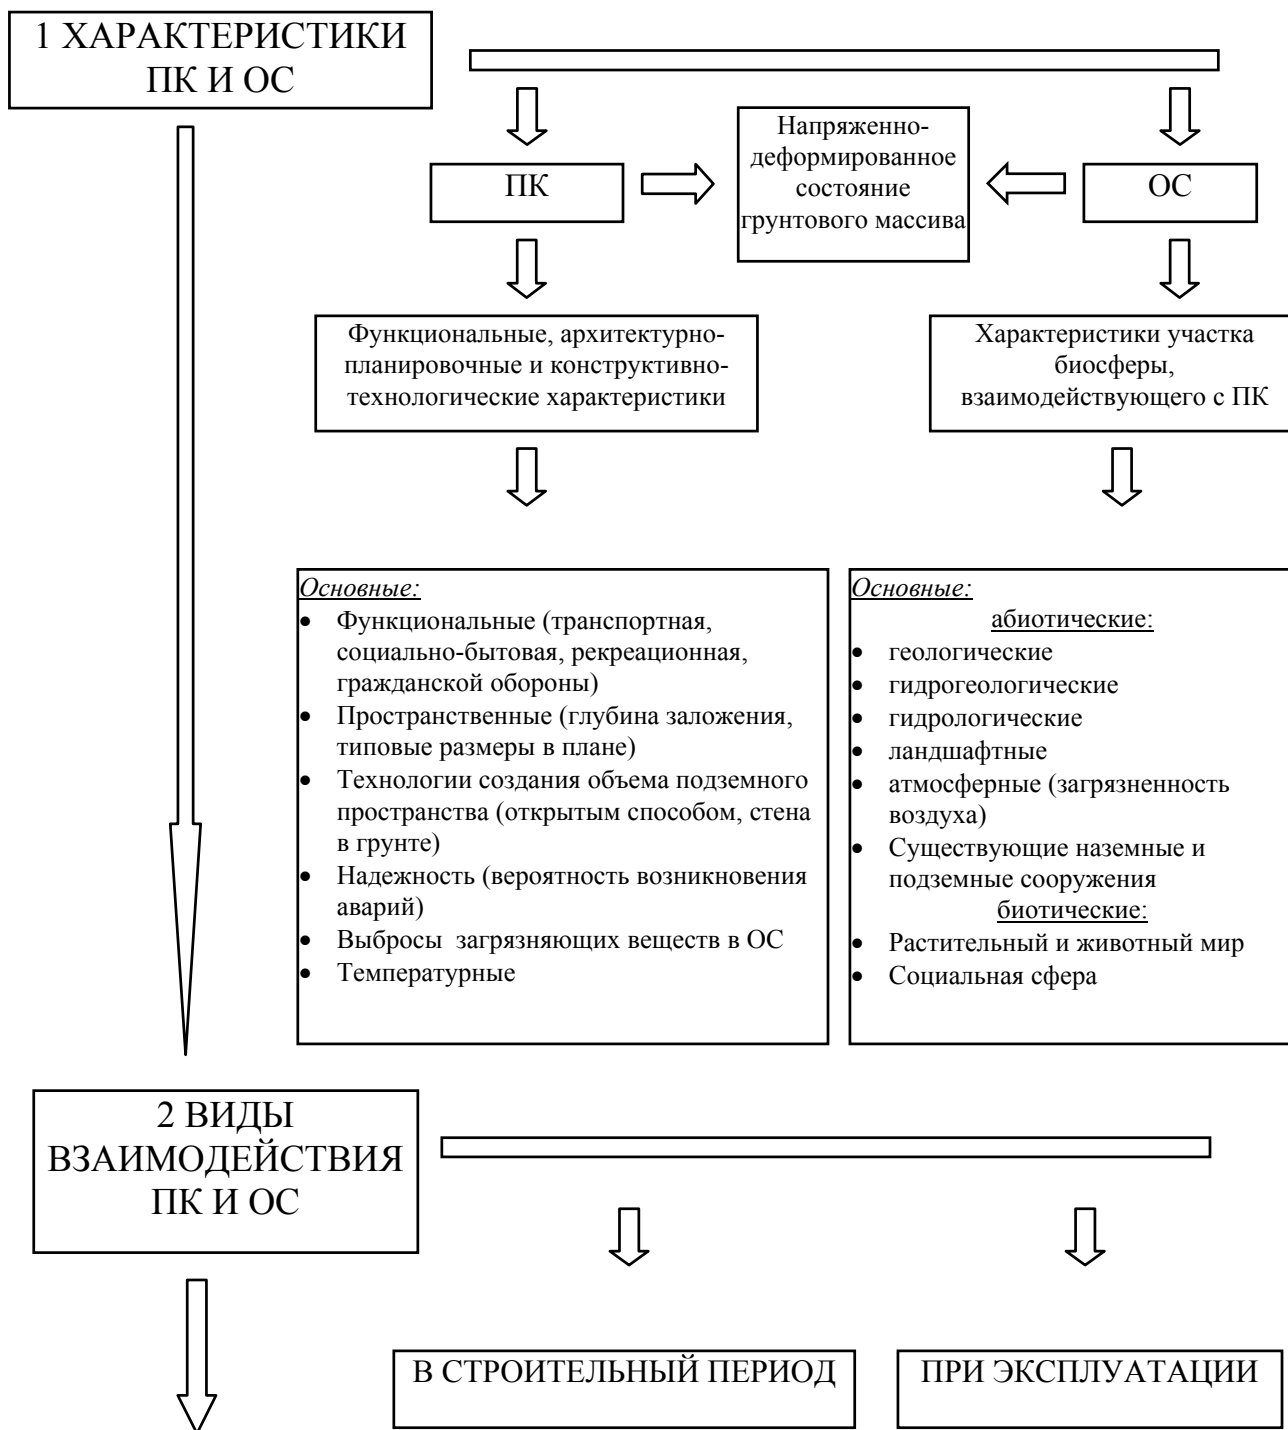 1 ХАРАКТЕРИСТИКИ
ПК И ОС
ПК
Напряженно-
деформированное
состояние
грунтового массива
ОС
Функциональные, архитектурно-
планировочные и конструктивно-
технологические характеристики
Характеристики участка
биосферы,
взаимодействующего с ПК
Основные:
• Функциональные (транспортная,
социально-бытовая, рекреационная,
гражданской обороны)
• Пространственные (глубина заложения,
типовые размеры в плане)
• Технологии создания объема подземного
пространства (открытым способом, стена
в грунте)
• Надежность (вероятность возникновения
аварий)
• Выбросы загрязняющих веществ в ОС
• Температурные
Основные:
абиотические:
• геологические
• гидрогеологические
• гидрологические
• ландшафтные
• атмосферные (загрязненность
воздуха)
• Существующие наземные и
подземные сооружения
биотические:
• Растительный и животный мир
• Социальная сфера
2 ВИДЫ
ВЗАИМОДЕЙСТВИЯ
ПК И ОС
В СТРОИТЕЛЬНЫЙ ПЕРИОД
ПРИ ЭКСПЛУАТАЦИИ